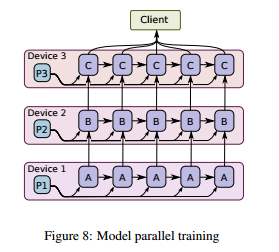 Client
Device 3
P3 C C C C C
Device 2
P2 B B B B B
Device 1
P1 A A A A A
Figure 8: Model parallel training